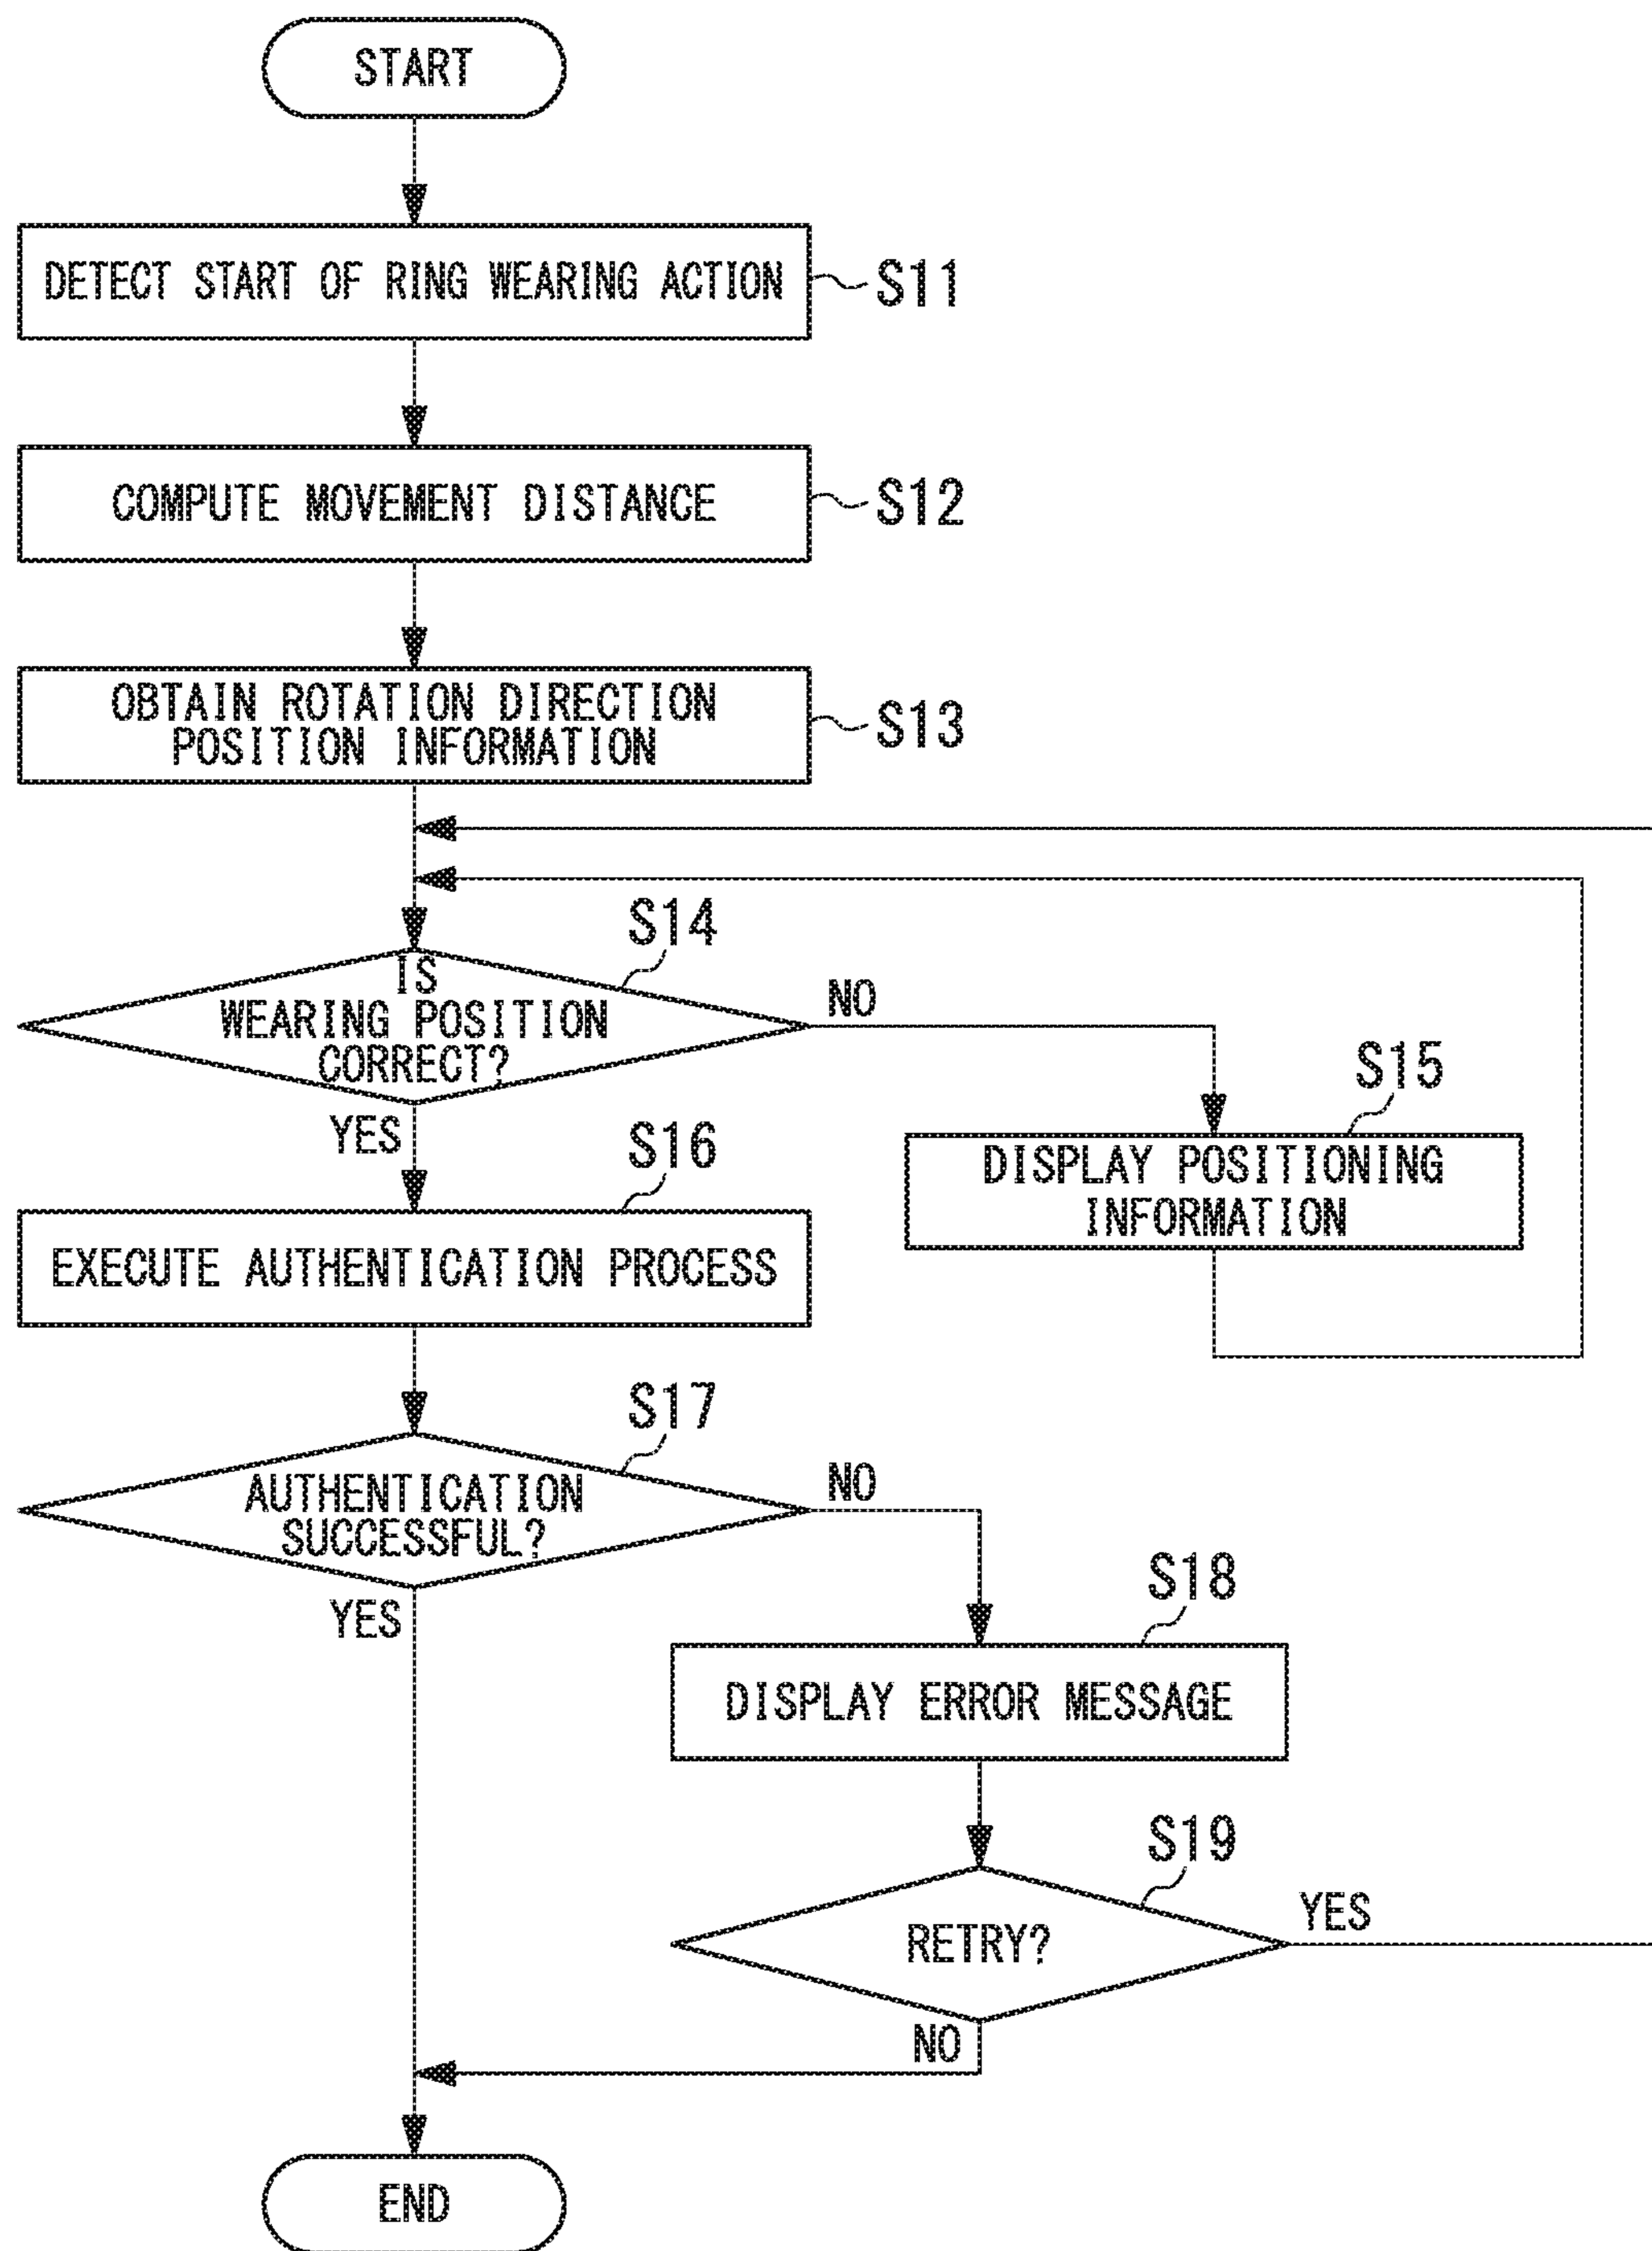 START
DETECT START OF RING WEARING ACTION
S11
COMPUTE MOVEMENT DISTANCE
S12
OBTAIN ROTATION DIRECTION
POSITION INFORMATION
S13
S14
IS
WEARING POSITION
CORRECT?
NO
YES
S15
DISPLAY POSITIONING
INFORMATION
S16
EXECUTE AUTHENTICATION PROCESS
S17
AUTHENTICATION
SUCCESSFUL?
NO
YES
S18
DISPLAY ERROR MESSAGE
S19
RETRY?
YES
NO
END